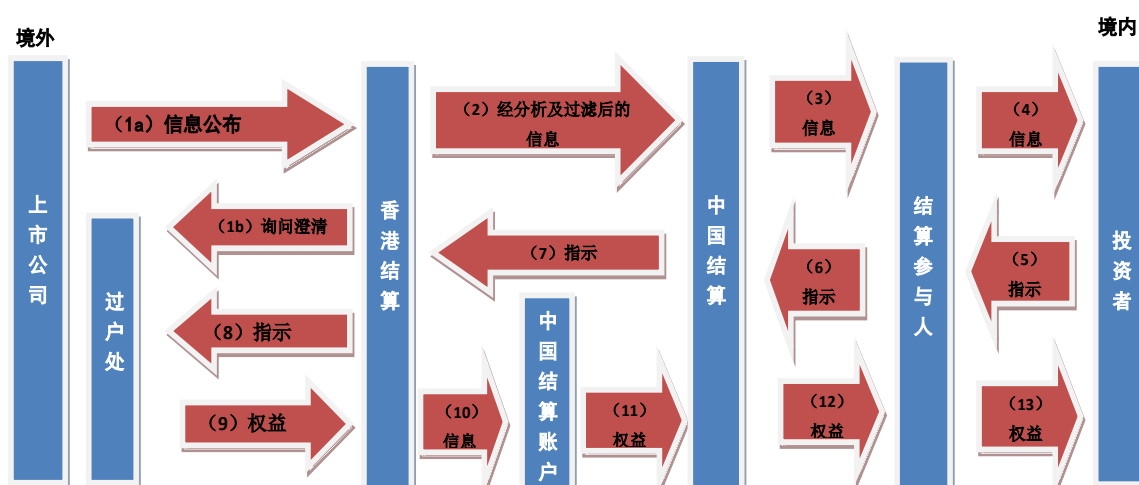 境外
境内
(1a)信息公布
(2)经分析及过滤后的
信息
(3)
信息
(4)
信息
上市公司
过户处
香港结算
中国结算
结算参与人
投资者
(1b)询问澄清
(7)指示
(6)
指示
(5)
指示
(8)指示
中国结算账户
(9)权益
(10)
信息
(11)
权益
(12)
权益
(13)
权益